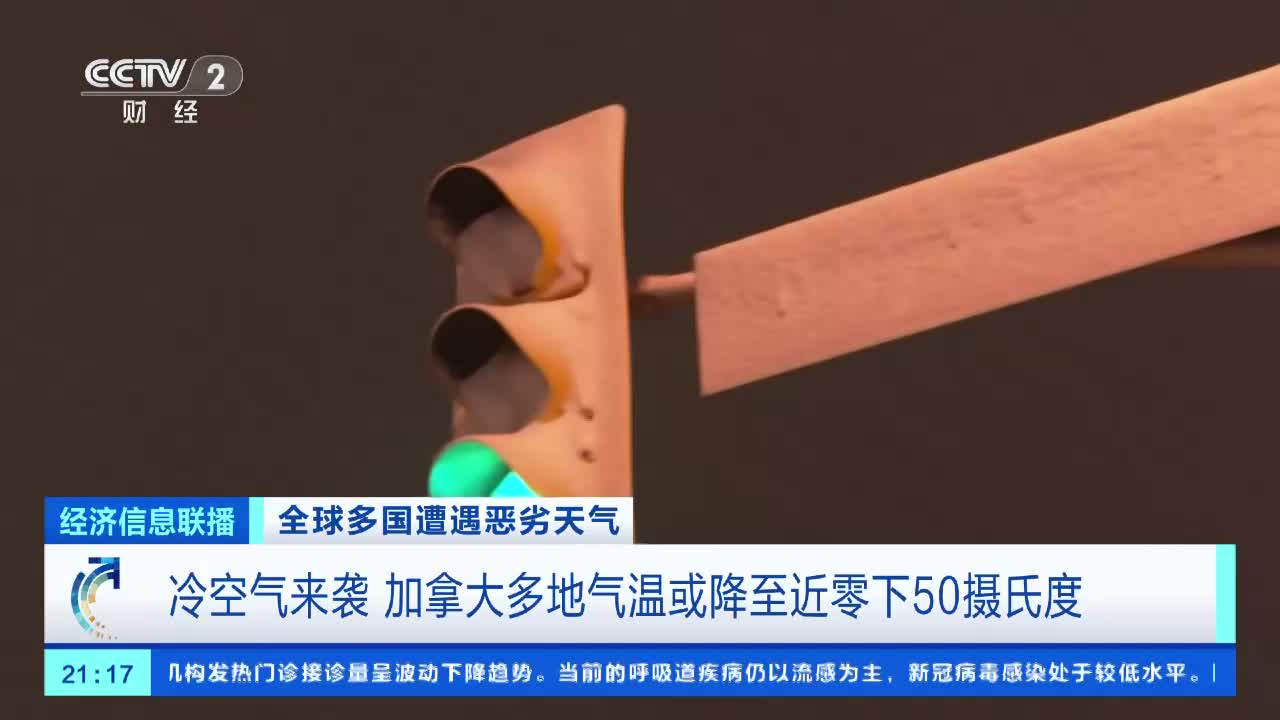 CCTV 2
财 经
经济信息联播 全球多国遭遇恶劣天气
冷空气来袭 加拿大多地气温或降至近零下50摄氏度
21:17 机构发热门诊接诊量呈波动下降趋势。当前的呼吸道疾病仍以流感为主，新冠病毒感染处于较低水平。